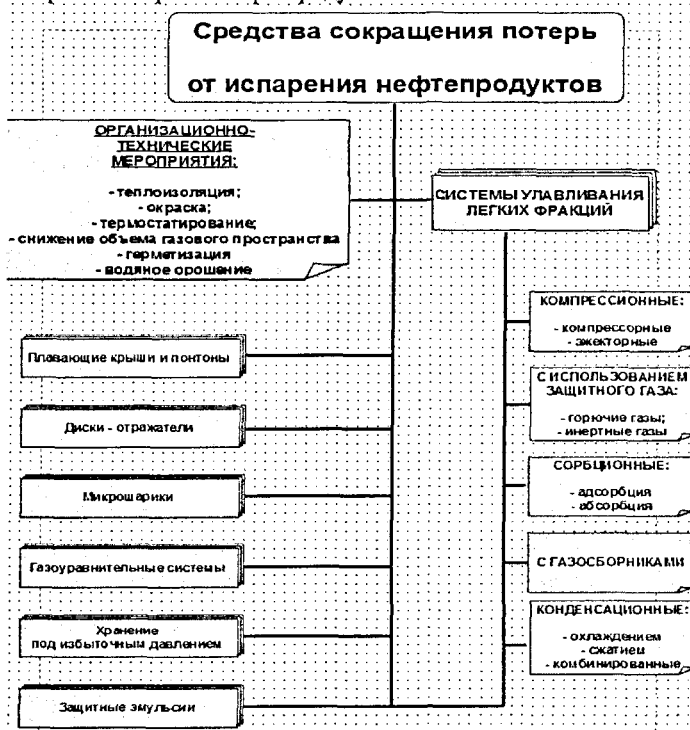 Средства сокращения потерь
от испарения нефтепродуктов
ОРГАНИЗАЦИОННО-
ТЕХНИЧЕСКИЕ
МЕРОПРИЯТИЯ:
- теплоизоляция;
- окраска;
- термостатирование;
- снижение объема газового пространства
- герметизация
- водяное орошение
СИСТЕМЫ УЛАВЛИВАНИЯ
ЛЕГКИХ ФРАКЦИЙ
Плавающие крыши и понтоны
Диски - отражатели
Микрошарики
Газоуравнительные системы
Хранение
под избыточным давлением
Защитные эмульсии
КОМПРЕССИОННЫЕ:
- компрессорные
- эжекторные
С ИСПОЛЬЗОВАНИЕМ
ЗАЩИТНОГО ГАЗА:
- горючие газы;
- инертные газы
СОРБЦИОННЫЕ:
- адсорбция
- абсорбция
С ГАЗОСБОРНИКАМИ
КОНДЕНСАЦИОННЫЕ:
- охлаждением
- сжатием
- комбинированные